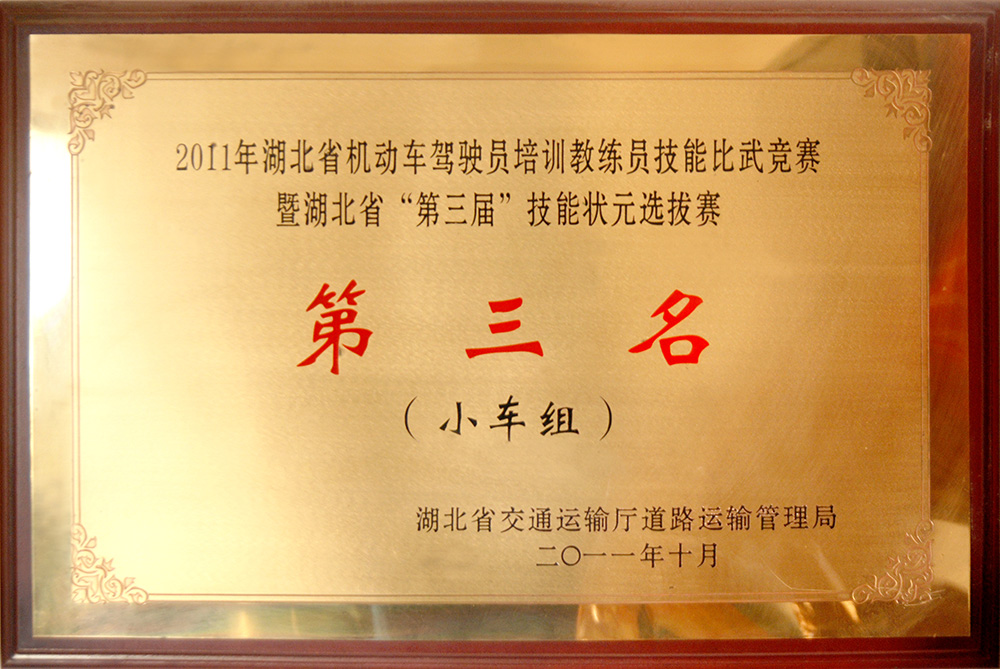 2011年湖北省机动车驾驶员培训教练员技能比武竞赛
暨湖北省“第三届”技能状元选拔赛
第三名
（小车组）
湖北省交通运输厅道路运输管理局
二〇一一年十月